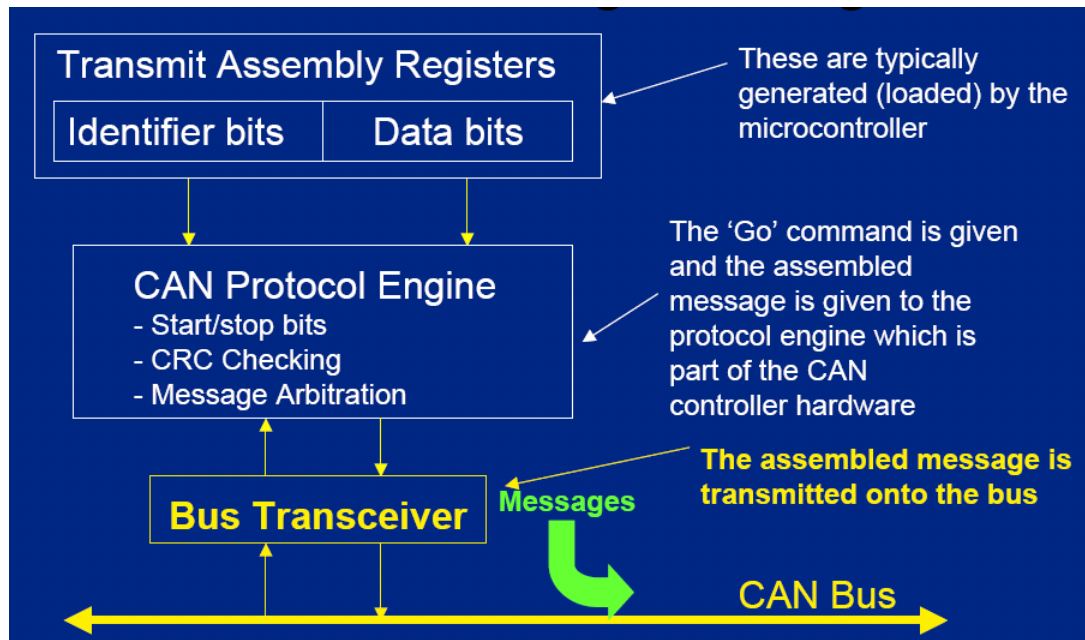 Transmit Assembly Registers
Identifier bits
Data bits
These are typically
generated (loaded) by the
microcontroller
CAN Protocol Engine
- Start/stop bits
- CRC Checking
- Message Arbitration
The ‘Go’ command is given
and the assembled
message is given to the
protocol engine which is
part of the CAN
controller hardware
Bus Transceiver
The assembled message is
transmitted onto the bus
Messages
CAN Bus